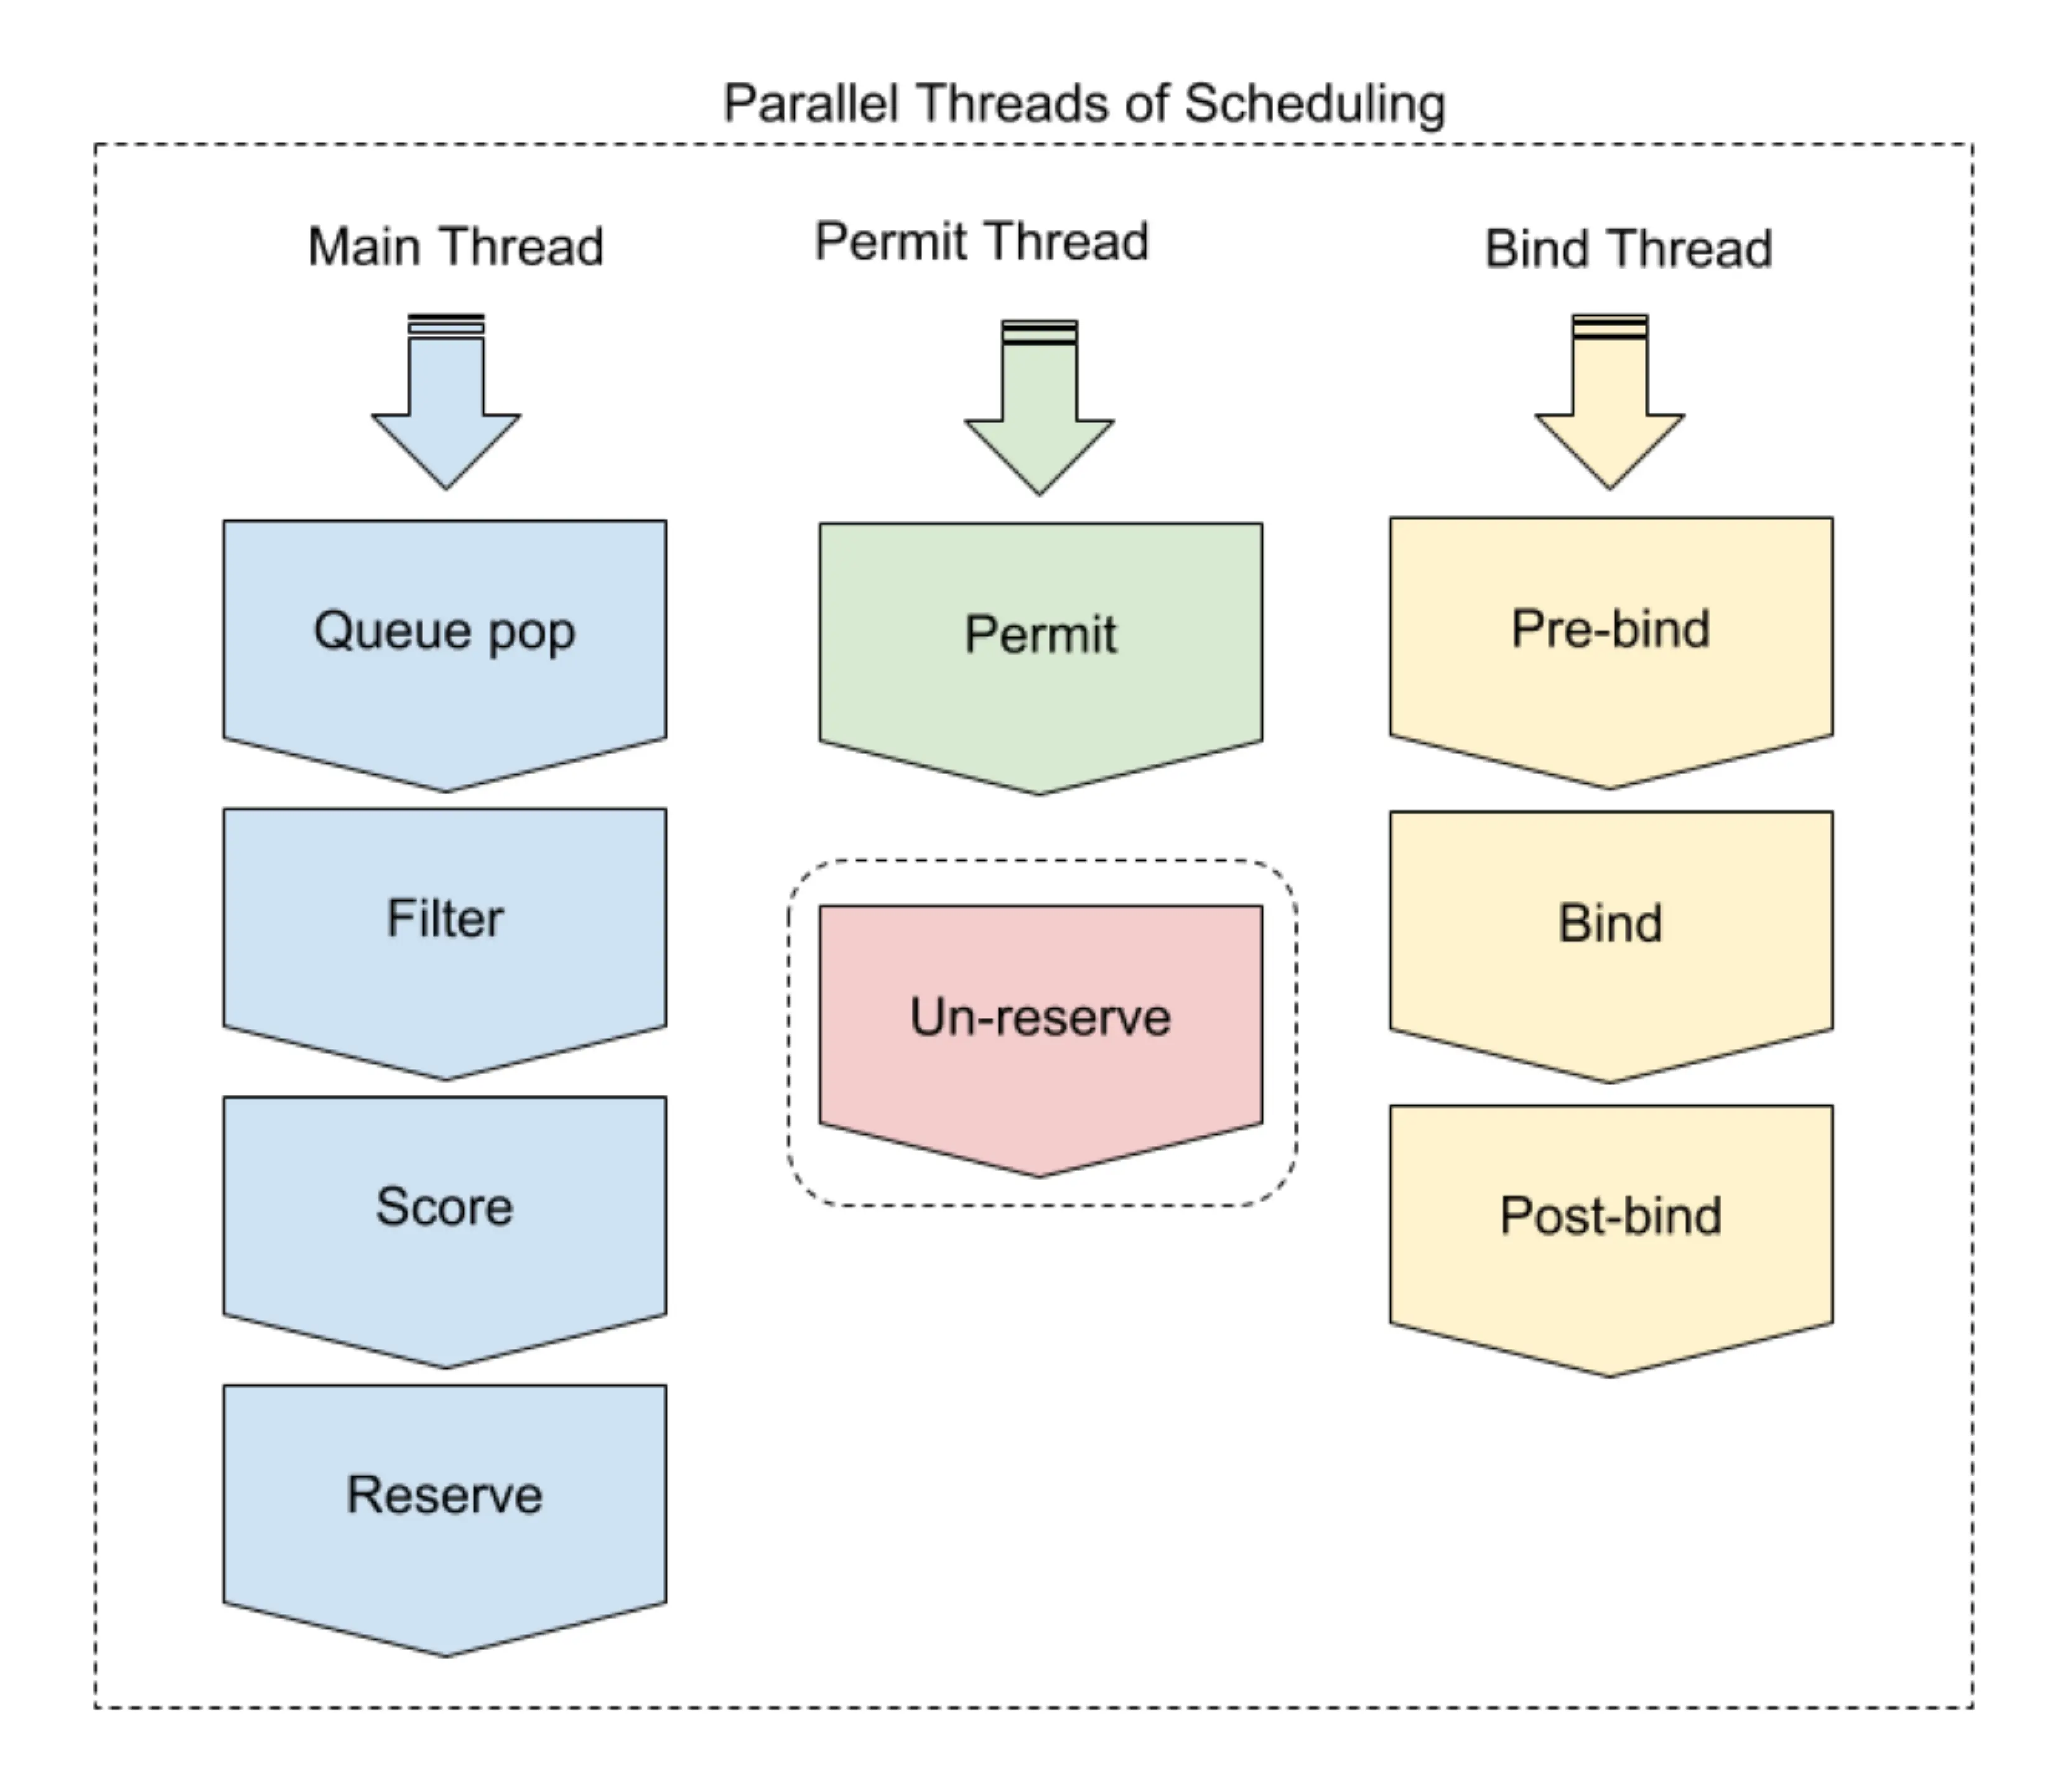 Parallel Threads of Scheduling
Main Thread
Queue pop
Filter
Score
Reserve
Permit Thread
Permit
Un-reserve
Bind Thread
Pre-bind
Bind
Post-bind